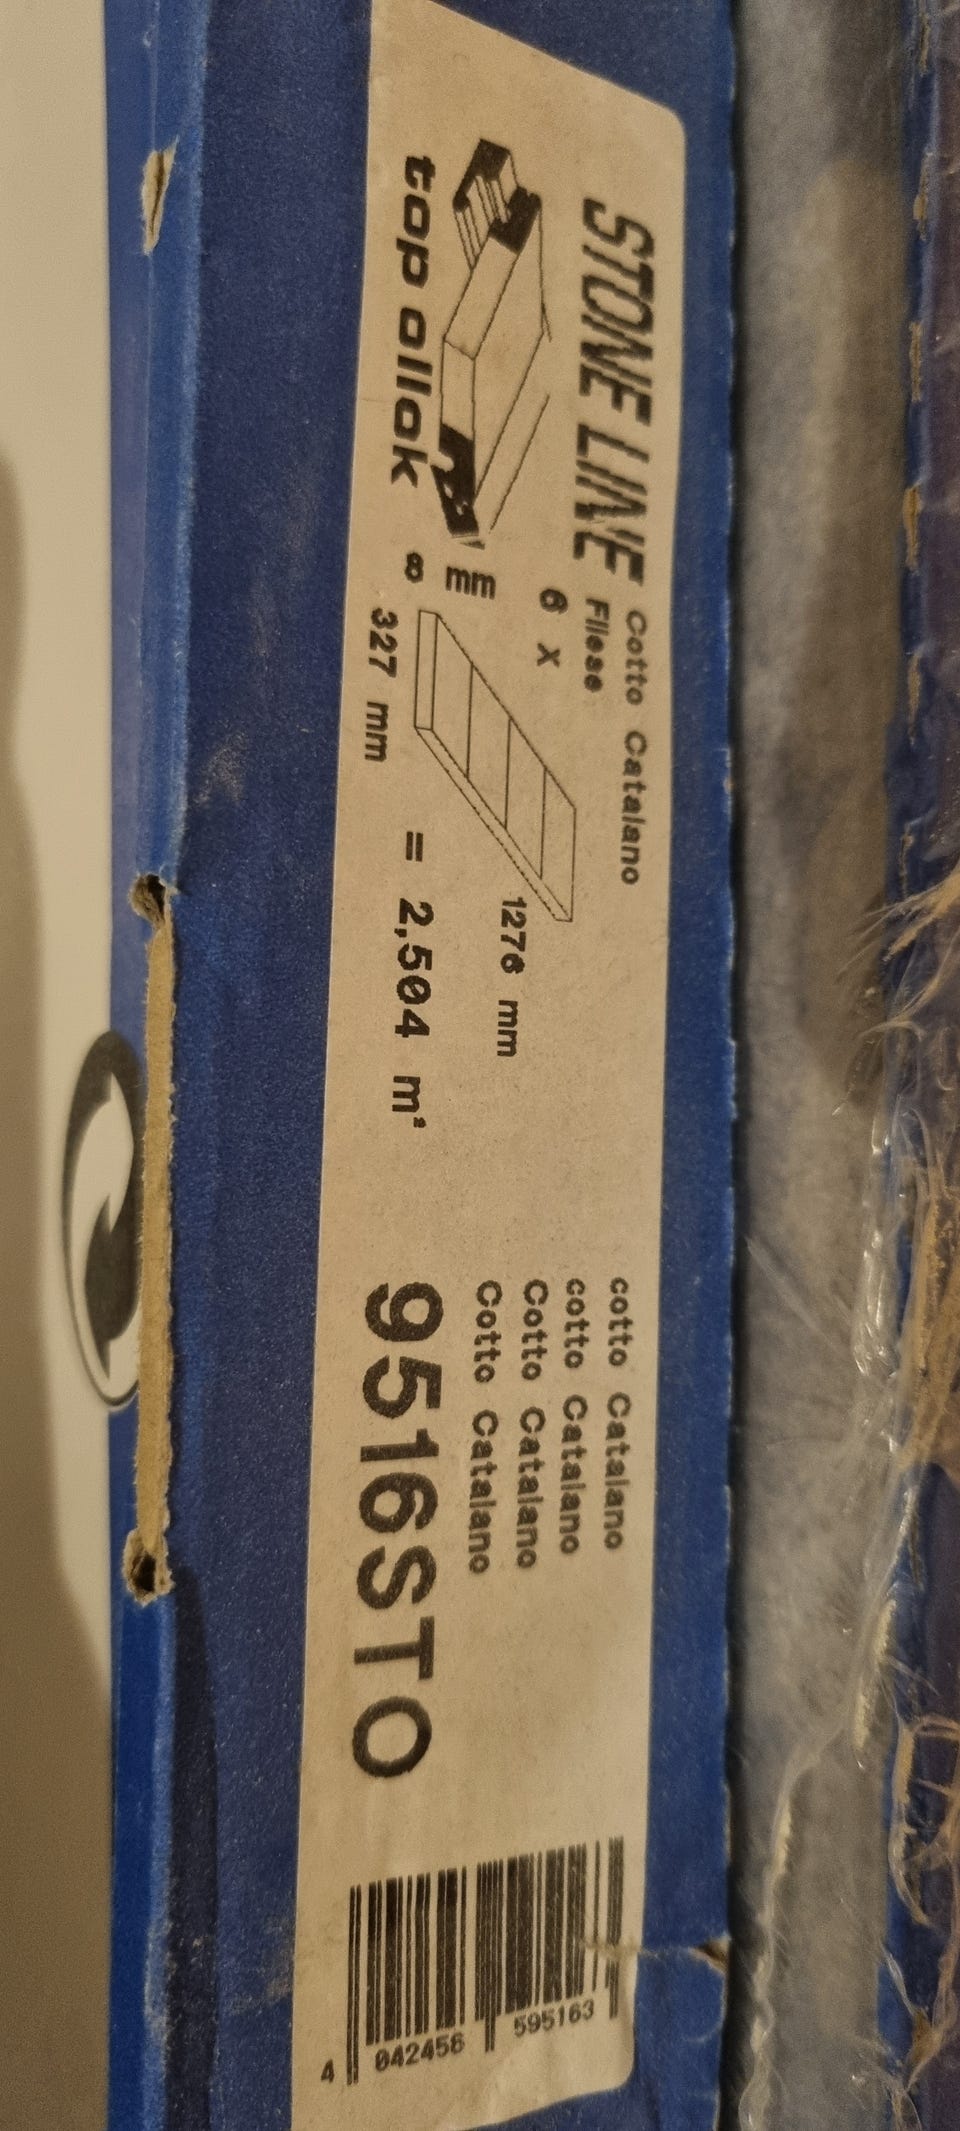 STONE LINE
Cotto Catalano
Fliese
6 x
top ollok
8 mm
327 mm
1276 mm
= 2,504 m²
cotto Catalano
cotto Catalano
Cotto Catalano
Cotto Catalano
9516STO
4 042456 595163